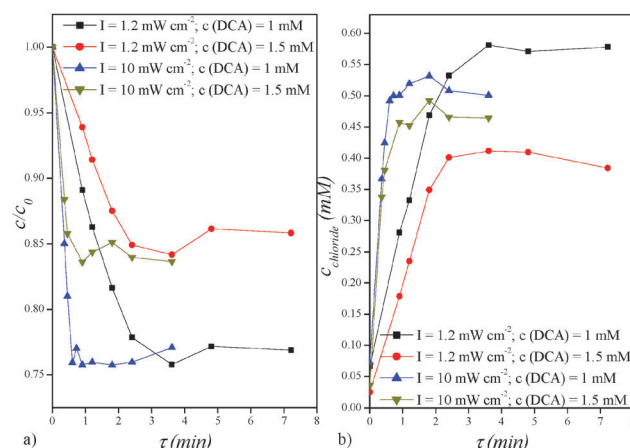 I = 1.2 mW cm-2; c (DCA) = 1 mM
I = 1.2 mW cm-2; c (DCA) = 1.5 mM
I = 10 mW cm-2; c (DCA) = 1 mM
I = 10 mW cm-2; c (DCA) = 1.5 mM
1.00
0.95
0.90
0.85
0.80
0.75
c/c0
0 1 2 3 4 5 6 7 8
τ (min)
a)
0.60
0.55
0.50
0.45
0.40
0.35
0.30
0.25
0.20
0.15
0.10
0.05
0.00
cchloride (mM)
I = 1.2 mW cm-2; c (DCA) = 1 mM
I = 1.2 mW cm-2; c (DCA) = 1.5 mM
I = 10 mW cm-2; c (DCA) = 1 mM
I = 10 mW cm-2; c (DCA) = 1.5 mM
0 1 2 3 4 5 6 7
τ (min)
b)